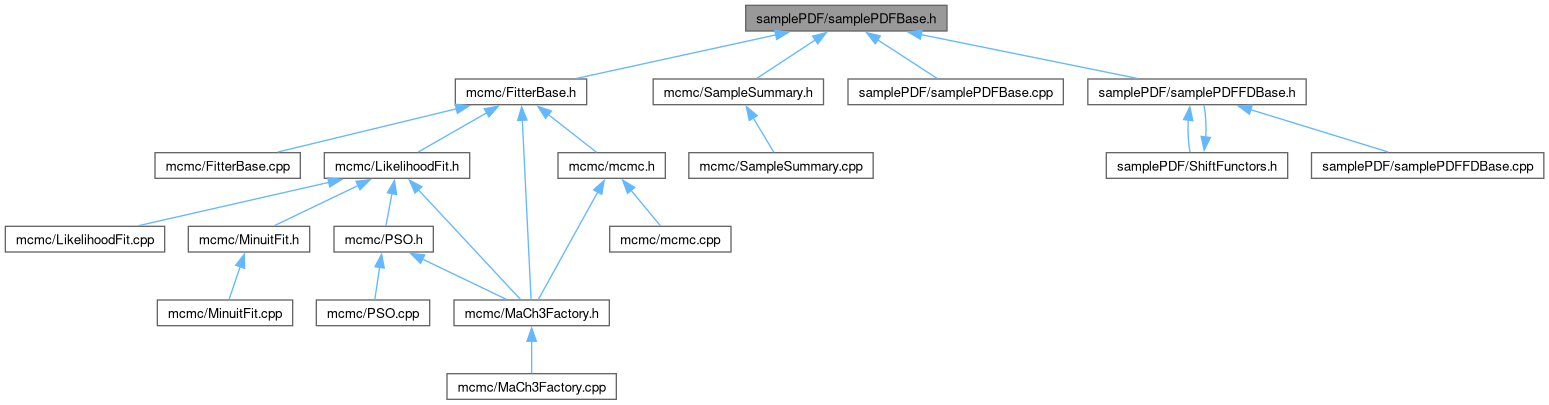 samplePDF/samplePDFBase.h
mcmc/FitterBase.h
mcmc/SampleSummary.h
samplePDF/samplePDFBase.cpp
samplePDF/samplePDFFDBase.h
mcmc/FitterBase.cpp
mcmc/LikelihoodFit.h
mcmc/mcmc.h
mcmc/SampleSummary.cpp
samplePDF/ShiftFunctors.h
samplePDF/samplePDFFDBase.cpp
mcmc/LikelihoodFit.cpp
mcmc/MinuitFit.h
mcmc/PSO.h
mcmc/mcmc.cpp
mcmc/MinuitFit.cpp
mcmc/PSO.cpp
mcmc/MaCh3Factory.h
mcmc/MaCh3Factory.cpp